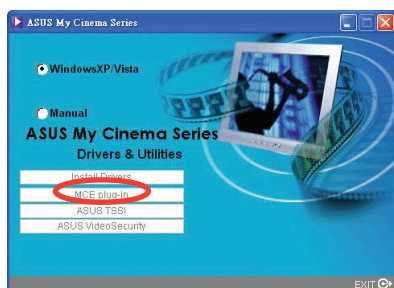 ASUS My Cinema Series
WindowsXP/Vista
Manual
ASUS My Cinema Series
Drivers & Utilities
Install Drivers
MCE plug-in
ASUS TSSI
ASUS VideoSecurity
EXIT